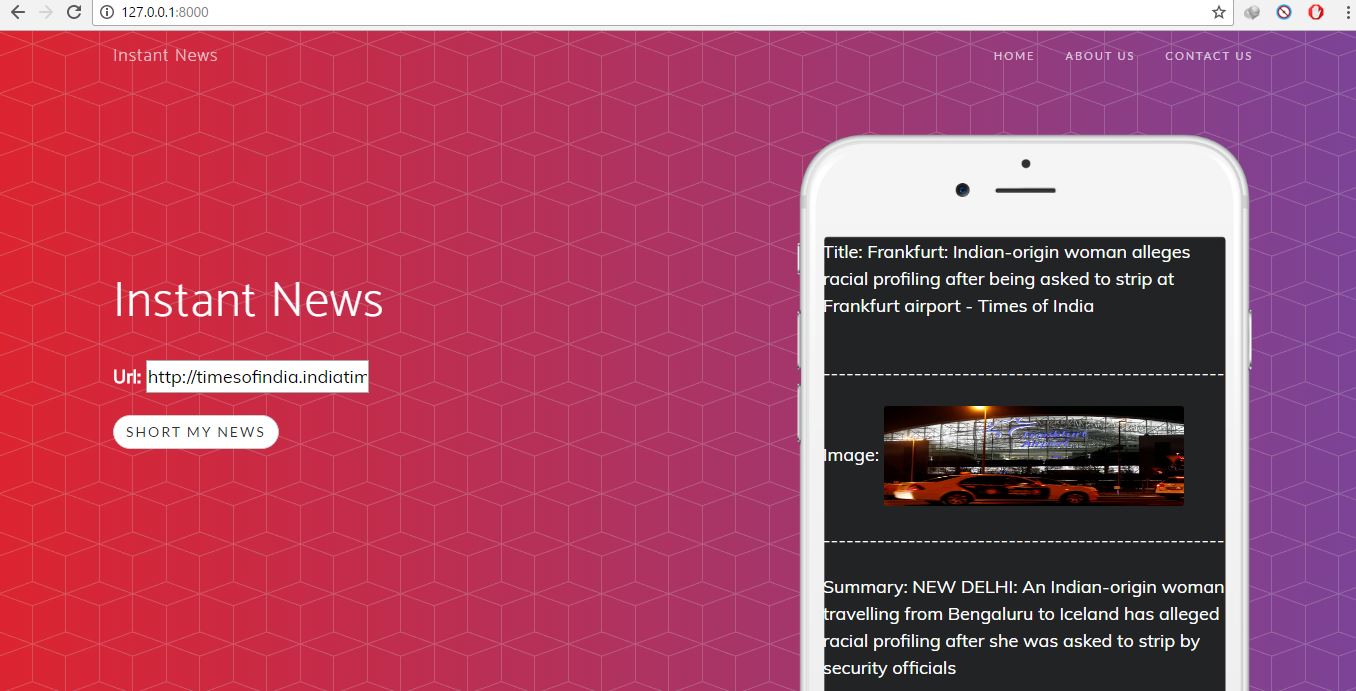 127.0.0.1:8000
Instant News
HOME ABOUT US CONTACT US
Instant News
Url: http://timesofindia.indiatim
SHORT MY NEWS
Title: Frankfurt: Indian-origin woman alleges
racial profiling after being asked to strip at
Frankfurt airport - Times of India
Image:
Frankfurt
Airport
Summary: NEW DELHI: An Indian-origin woman
travelling from Bengaluru to Iceland has alleged
racial profiling after she was asked to strip by
security officials